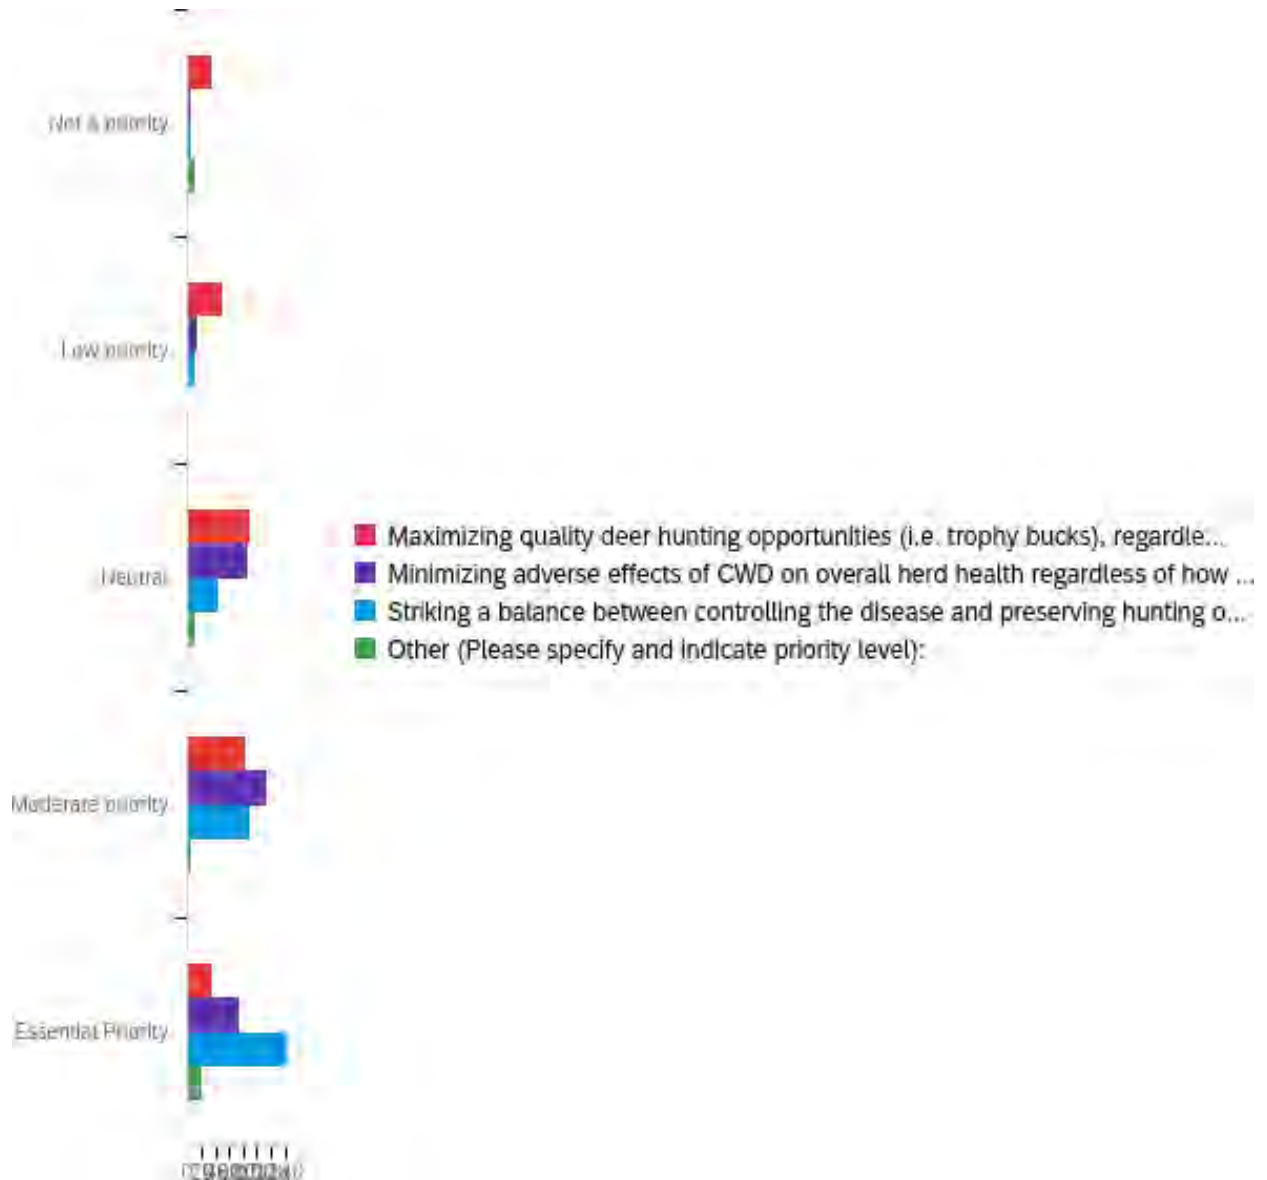 Not a priority
Low priority
Neutral
Maximizing quality deer hunting opportunities (i.e. trophy bucks), regardle...
Minimizing adverse effects of CWD on overall herd health regardless of how ...
Striking a balance between controlling the disease and preserving hunting o...
Other (Please specify and indicate priority level):
Moderate priority
Essential Priority